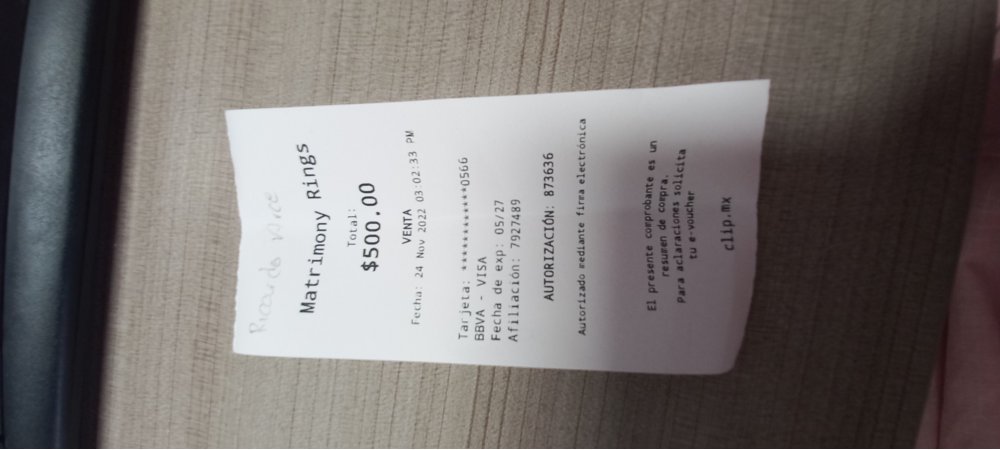 Ricardo
Matrimony Rings
Total:
$500.00
VENTA
Fecha: 24 Nov 2022 03:02:33 PM
Tarjeta: ************0566
BBVA - VISA
Fecha de exp: 05/27
Afiliación: 7927489
AUTORIZACIÓN: 873636
Autorizado mediante firma electrónica
El presente comprobante es un
resumen de compra.
Para aclaraciones solicita
tu e-voucher
clip.mx